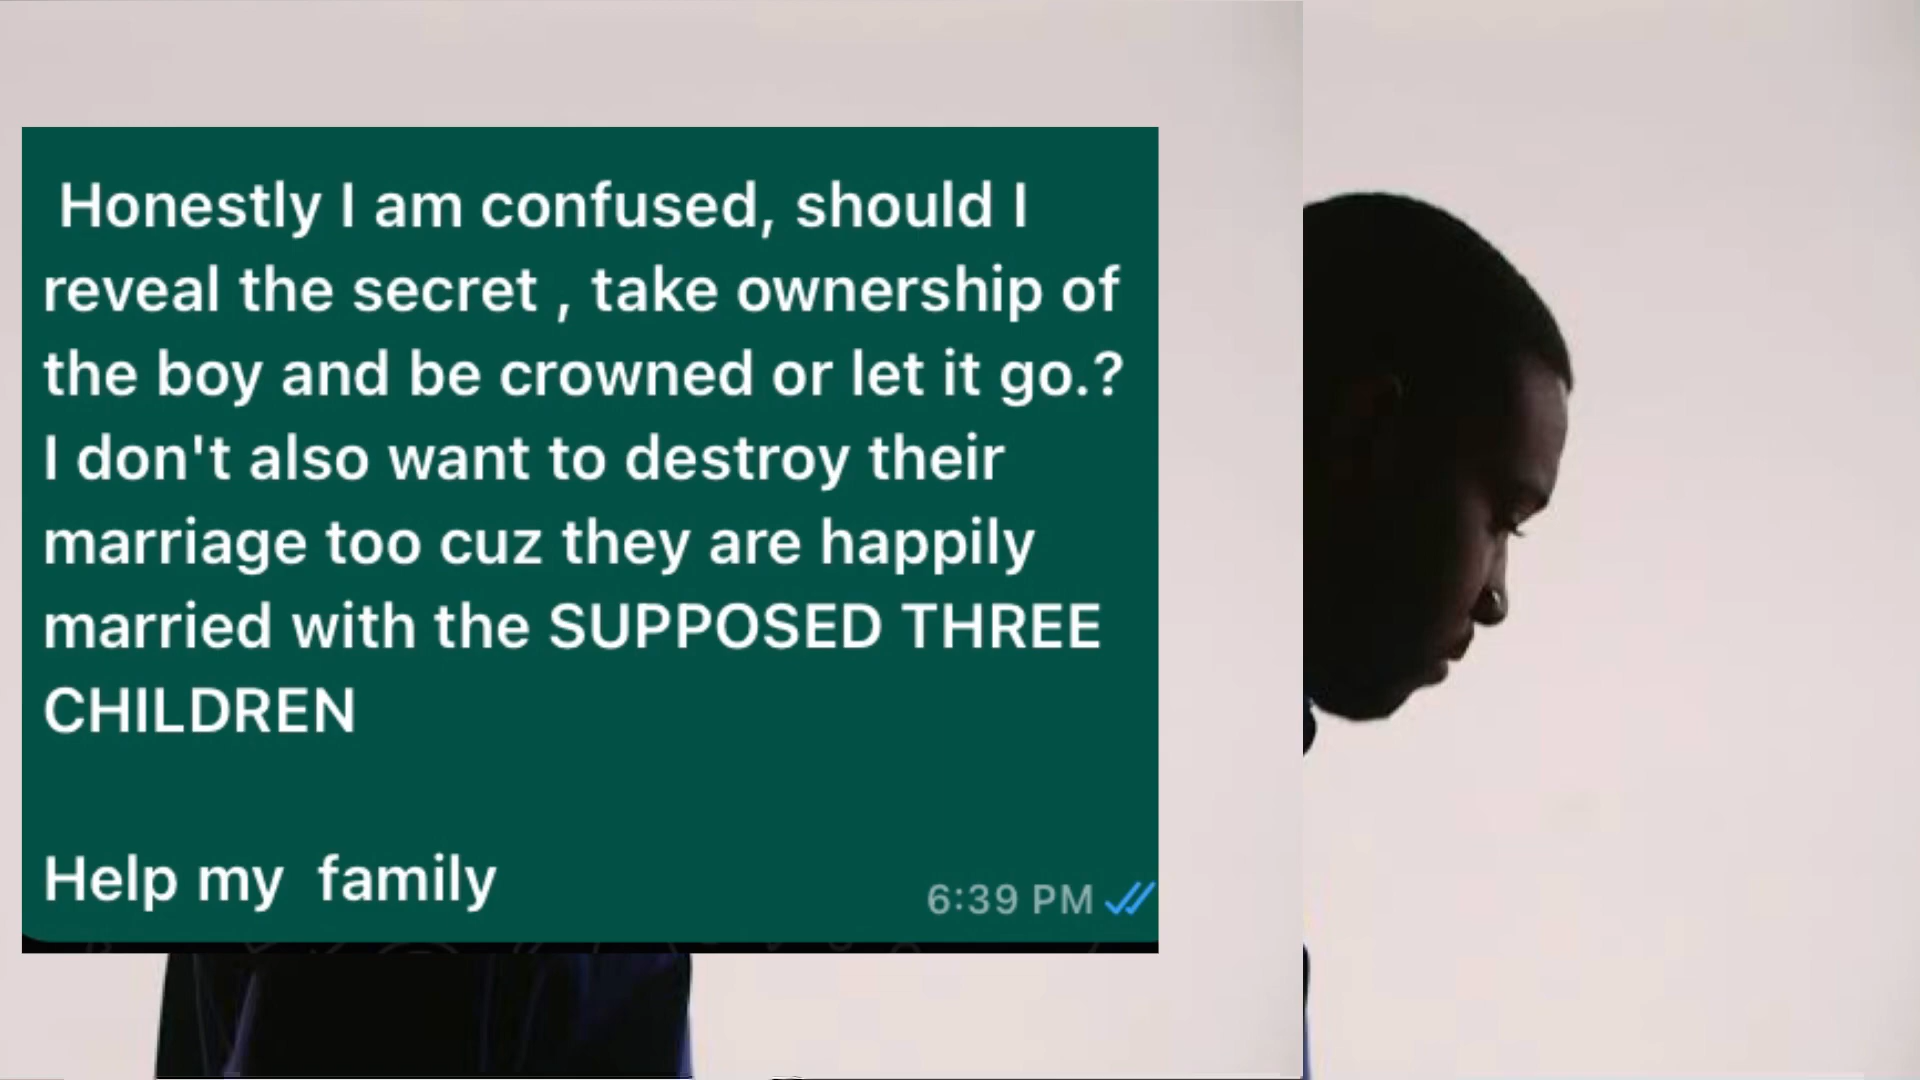 Honestly I am confused, should I
reveal the secret , take ownership of
the boy and be crowned or let it go.?
I don't also want to destroy their
marriage too cuz they are happily
married with the SUPPOSED THREE
CHILDREN
Help my family
6:39 PM